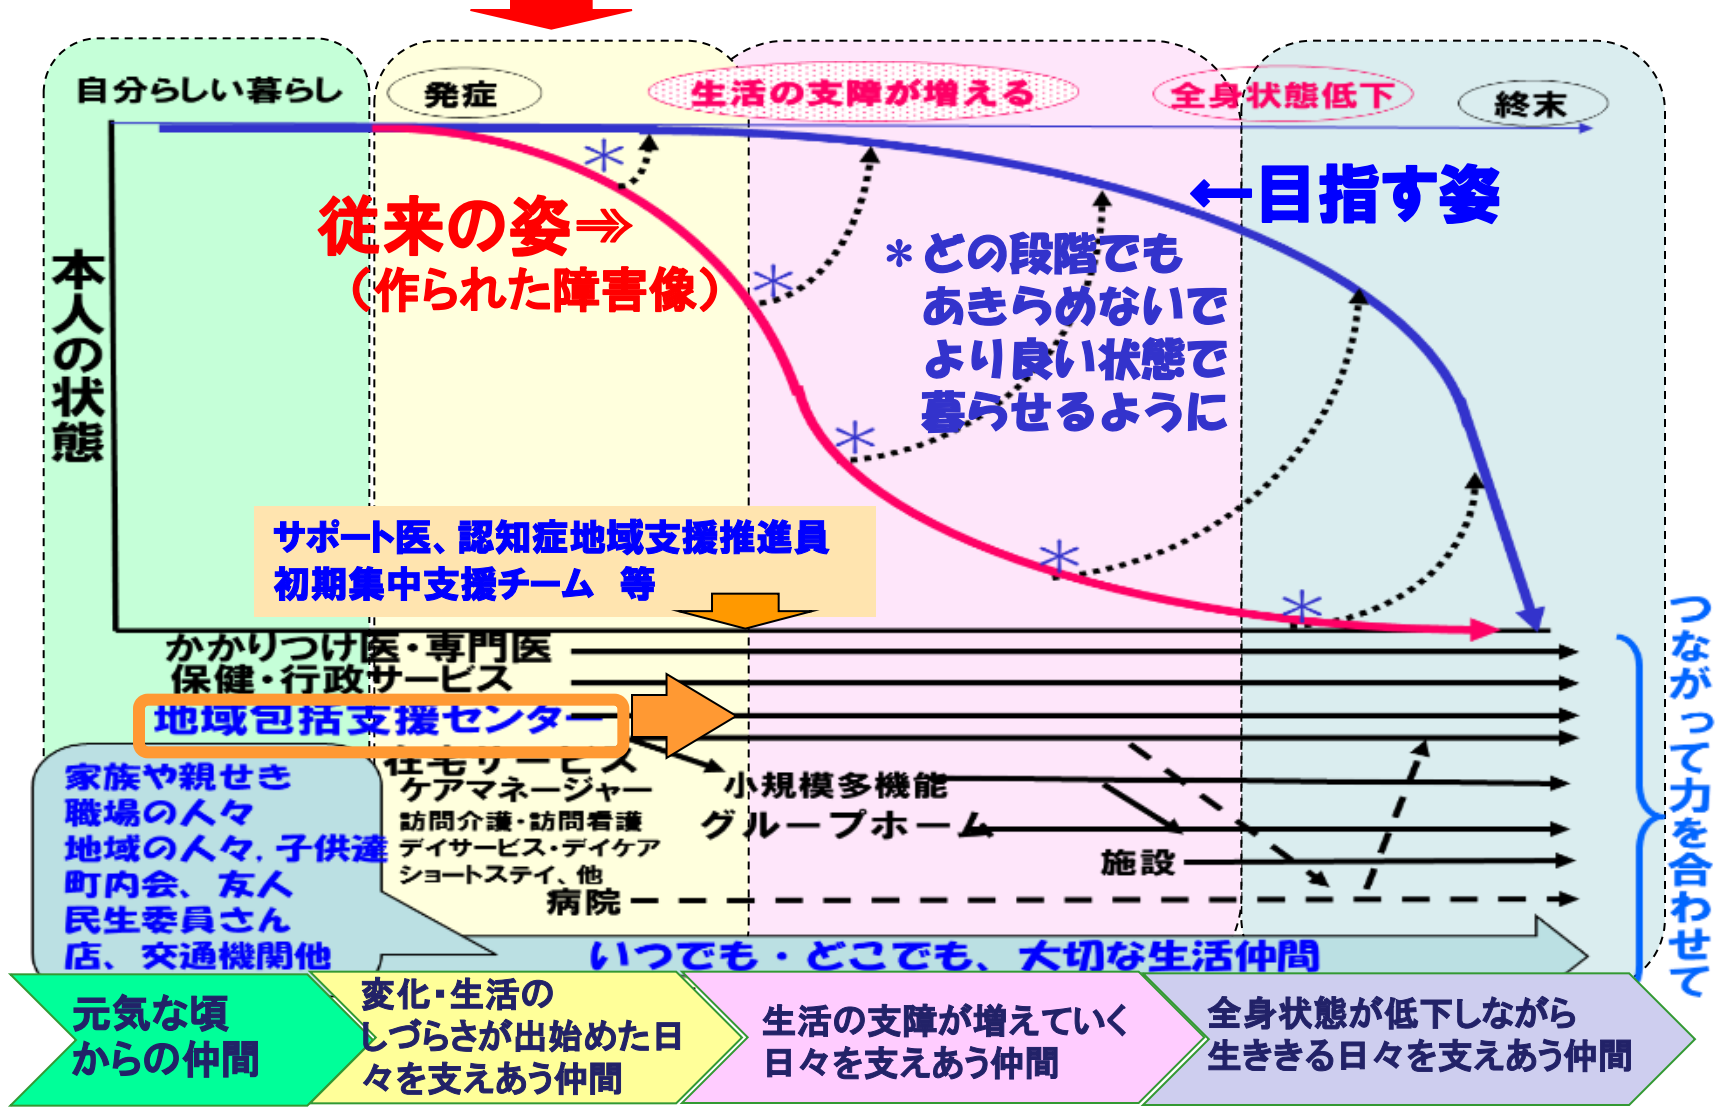 自分らしい暮らし
発症
生活の支障が増える
全身状態低下
終末
本人の状態
従来の姿⇒
（作られた障害像）
←目指す姿
＊どの段階でも
あきらめないで
より良い状態で
暮らせるように
＊
＊
＊
＊
＊
サポート医、認知症地域支援推進員
初期集中支援チーム　等
かかりつけ医・専門医
保健・行政サービス
地域包括支援センター
在宅サービス
ケアマネージャー
訪問介護・訪問看護
デイサービス・デイケア
ショートステイ、他
小規模多機能
グループホーム
施設
病院
家族や親せき
職場の人々
地域の人々,子供達
町内会、友人
民生委員さん
店、交通機関他
いつでも・どこでも、大切な生活仲間
つながって力を合わせて
元気な頃
からの仲間
変化・生活の
しづらさが出始めた日
々を支えあう仲間
生活の支障が増えていく
日々を支えあう仲間
全身状態が低下しながら
生ききる日々を支えあう仲間